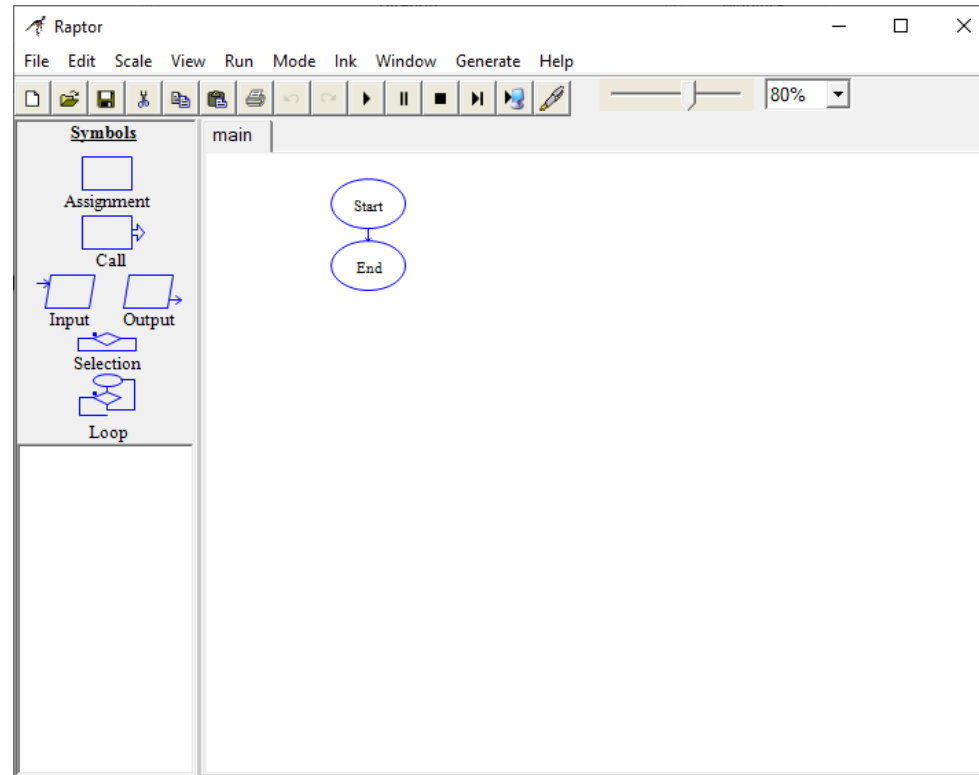 Raptor
File Edit Scale View Run Mode Ink Window Generate Help
80%
Symbols
main
Assignment
Call
Input Output
Selection
Loop
Start
End